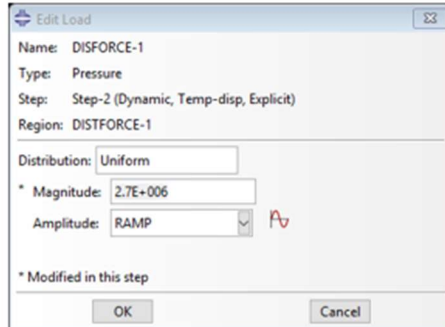 Edit Load
Name: DISFORCE-1
Type: Pressure
Step: Step-2 (Dynamic, Temp-disp, Explicit)
Region: DISTFORCE-1
Distribution: Uniform
* Magnitude: 2.7E+006
Amplitude: RAMP
* Modified in this step
OK Cancel